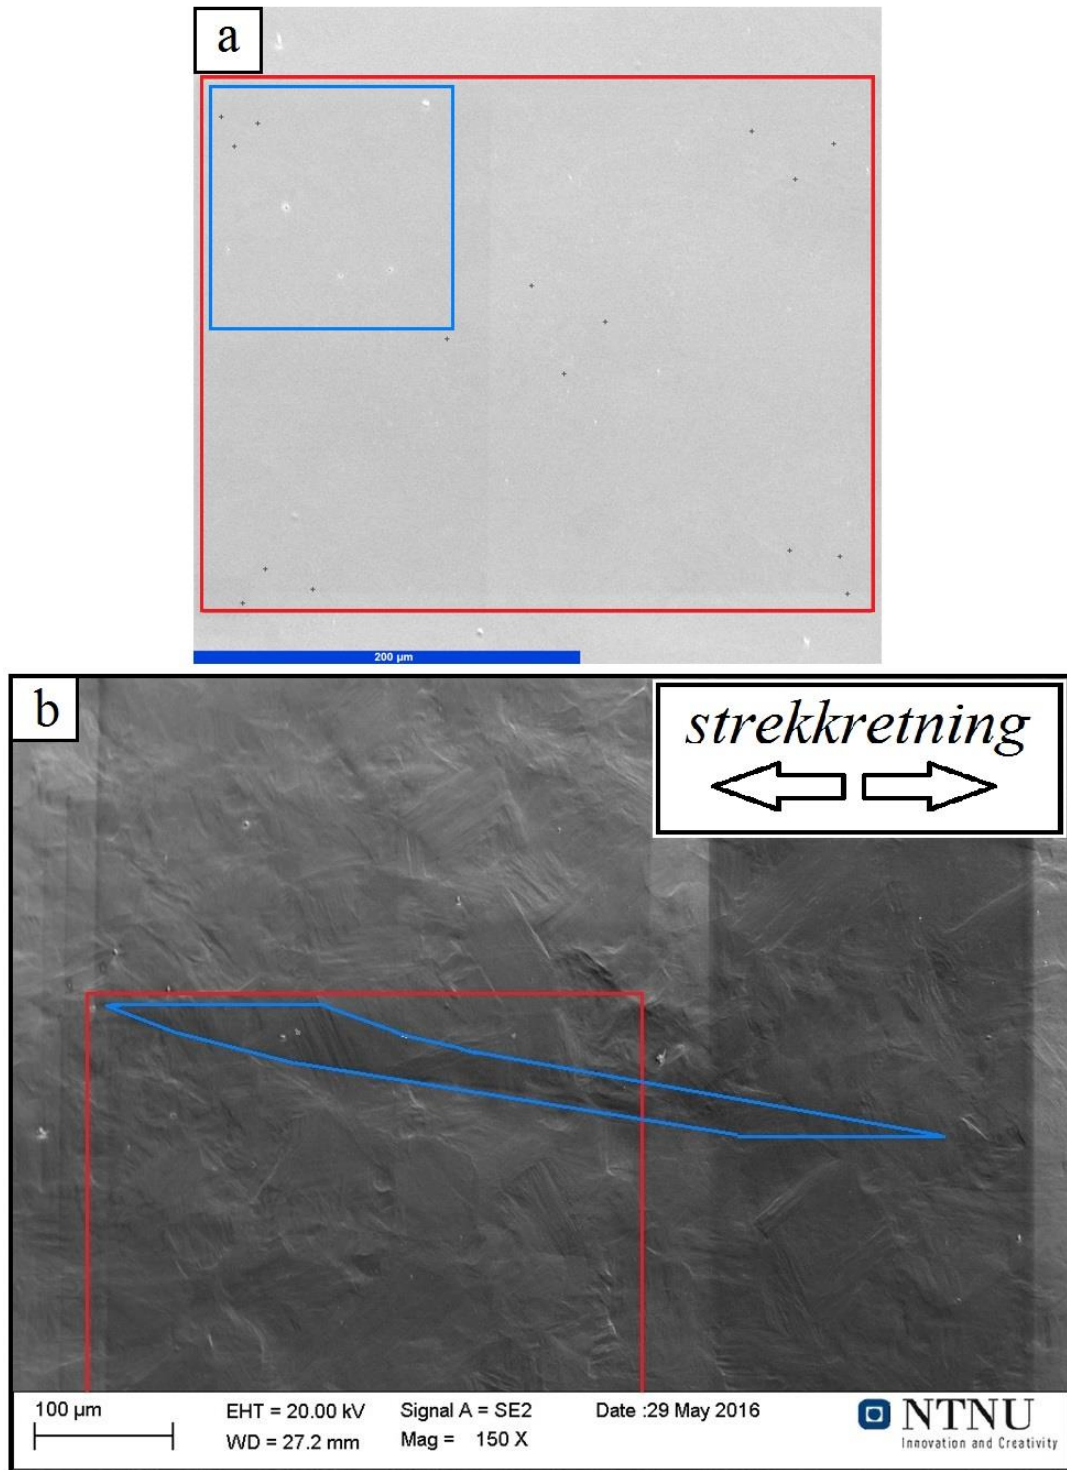 a
200 µm
b
strekkretning
100 µm
EHT = 20.00 kV
Signal A = SE2
Date :29 May 2016
NTNU
WD = 27.2 mm
Mag = 150 X
Innovation and Creativity